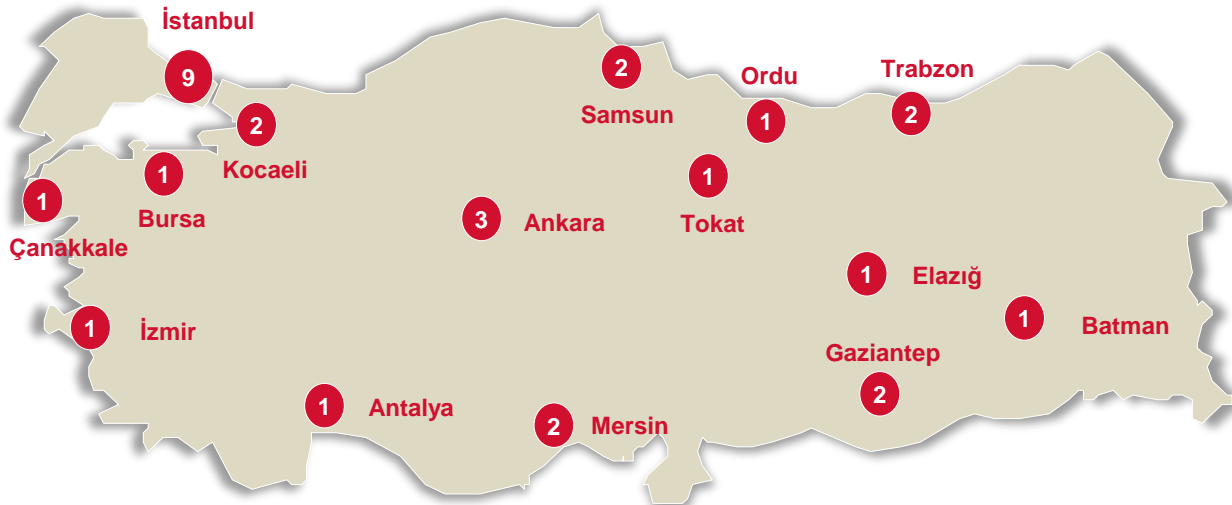 İstanbul
9
2
Samsun
Ordu
1
Trabzon
2
2
Kocaeli
1
Bursa
1
Çanakkale
3
Ankara
1
Tokat
1
Elazığ
1
Batman
1
İzmir
Gaziantep
2
1
Antalya
2
Mersin